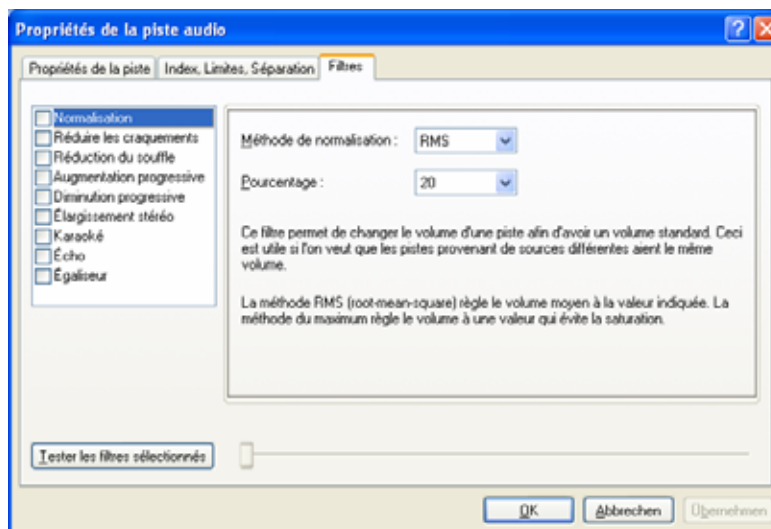 Propriétés de la piste audio
Propriétés de la piste
Index, Limites, Séparation
Filtres
Normalisation
Réduire les craquements
Réduction du souffle
Augmentation progressive
Diminution progressive
Élargissement stéréo
Karaoké
Écho
Égaliseur
Méthode de normalisation :
RMS
Pourcentage :
20
Ce filtre permet de changer le volume d'une piste afin d'avoir un volume standard. Ceci
est utile si l'on veut que les pistes provenant de sources différentes aient le même
volume.
La méthode RMS (root-mean-square) règle le volume moyen à la valeur indiquée. La
méthode du maximum règle le volume à une valeur qui évite la saturation.
Tester les filtres sélectionnés
OK
Abbrechen
Übernehmen